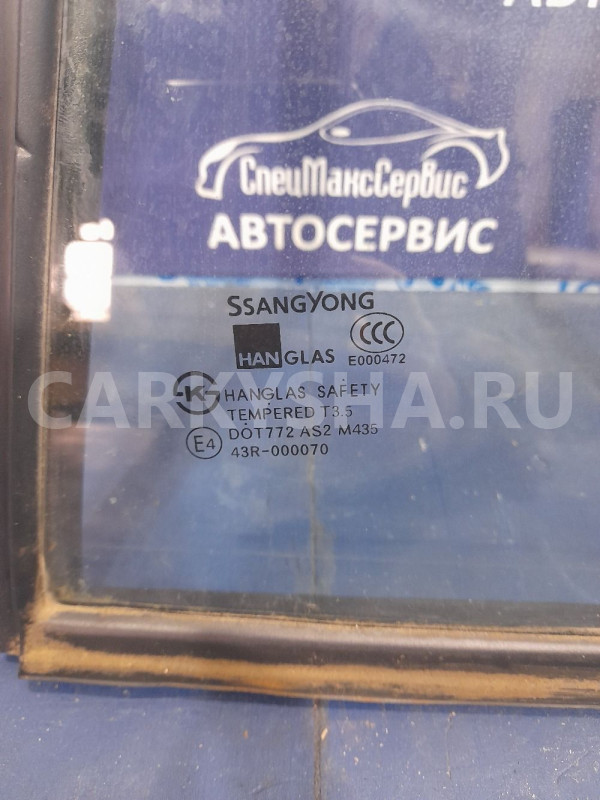 СпецМаксСервис
АВТОСЕРВИС
SSANGYONG
HANGLAS
CCC
E000472
KS HANGLAS SAFETY
TEMPERED T3.5
DOT772 AS2 M435
E4 43R-000070
CARKYSHA.RU